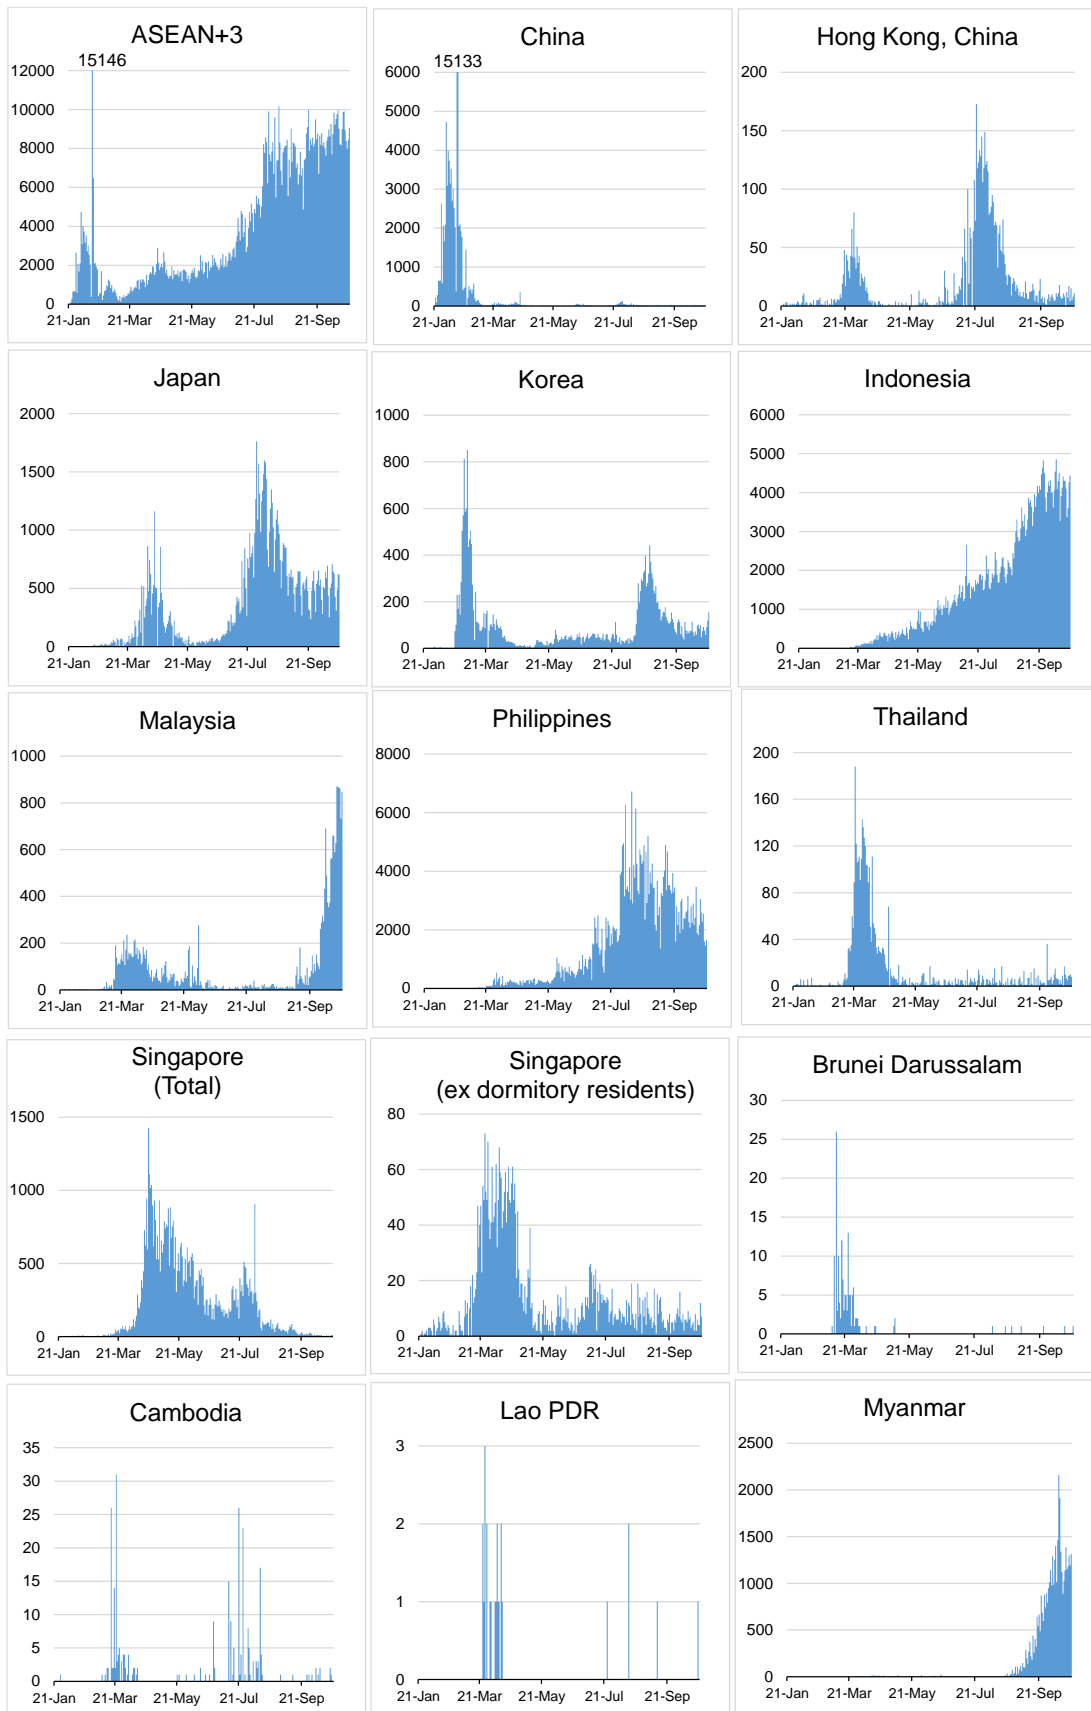 ASEAN+3
15146
12000
10000
8000
6000
4000
2000
0
21-Jan 21-Mar 21-May 21-Jul 21-Sep
China
15133
6000
5000
4000
3000
2000
1000
0
21-Jan 21-Mar 21-May 21-Jul 21-Sep
Hong Kong, China
200
150
100
50
0
21-Jan 21-Mar 21-May 21-Jul 21-Sep
Japan
2000
1500
1000
500
0
21-Jan 21-Mar 21-May 21-Jul 21-Sep
Korea
1000
800
600
400
200
0
21-Jan 21-Mar 21-May 21-Jul 21-Sep
Indonesia
6000
5000
4000
3000
2000
1000
0
21-Jan 21-Mar 21-May 21-Jul 21-Sep
Malaysia
1000
800
600
400
200
0
21-Jan 21-Mar 21-May 21-Jul 21-Sep
Philippines
8000
6000
4000
2000
0
21-Jan 21-Mar 21-May 21-Jul 21-Sep
Thailand
200
160
120
80
40
0
21-Jan 21-Mar 21-May 21-Jul 21-Sep
Singapore
(Total)
1500
1000
500
0
21-Jan 21-Mar 21-May 21-Jul 21-Sep
Singapore
(ex dormitory residents)
80
60
40
20
0
21-Jan 21-Mar 21-May 21-Jul 21-Sep
Brunei Darussalam
30
25
20
15
10
5
0
21-Jan 21-Mar 21-May 21-Jul 21-Sep
Cambodia
35
30
25
20
15
10
5
0
21-Jan 21-Mar 21-May 21-Jul 21-Sep
Lao PDR
3
2
1
0
21-Jan 21-Mar 21-May 21-Jul 21-Sep
Myanmar
2500
2000
1500
1000
500
0
21-Jan 21-Mar 21-May 21-Jul 21-Sep